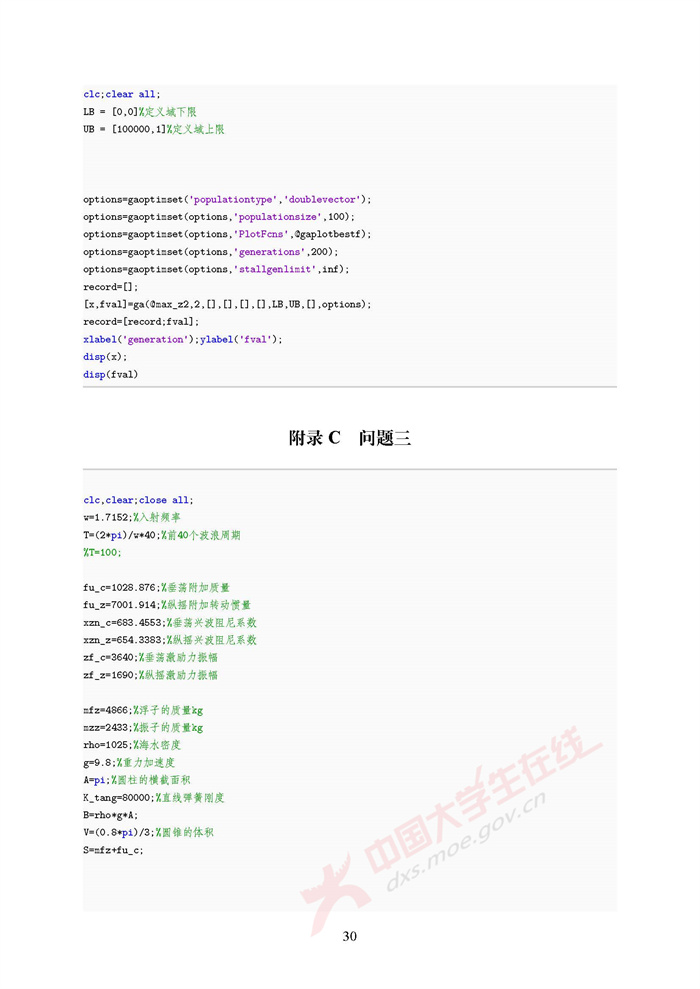 clc;clear all;
LB = [0,0]%定义域下限
UB = [100000,1]%定义域上限
options=gaoptimset('populationtype','doublevector');
options=gaoptimset(options,'populationsize',100);
options=gaoptimset(options,'PlotFcns',@gaplotbestf);
options=gaoptimset(options,'generations',200);
options=gaoptimset(options,'stallgenlimit',inf);
record=[];
[x,fval]=ga(@max_z2,2,[],[],[],[],LB,UB,[],options);
record=[record;fval];
xlabel('generation');ylabel('fval');
disp(x);
disp(fval)
附录 C 问题三
clc,clear;close all;
w=1.7152;%入射频率
T=(2*pi)/w*40;%前40个波浪周期
%T=100;
fu_c=1028.876;%垂荡附加质量
fu_z=7001.914;%纵摇附加转动惯量
xzn_c=683.4553;%垂荡兴波阻尼系数
xzn_z=654.3383;%纵摇兴波阻尼系数
zf_c=3640;%垂荡激励力振幅
zf_z=1690;%纵摇激励力振幅
mfz=4866;%浮子的质量kg
mzz=2433;%振子的质量kg
rho=1025;%海水密度
g=9.8;%重力加速度
A=pi;%圆柱的横截面积
K_tang=80000;%直线弹簧刚度
B=rho*g*A;
V=(0.8*pi)/3;%圆锥的体积
S=mfz+fu_c;
中国大学生在线
dxs.moe.gov.cn
30